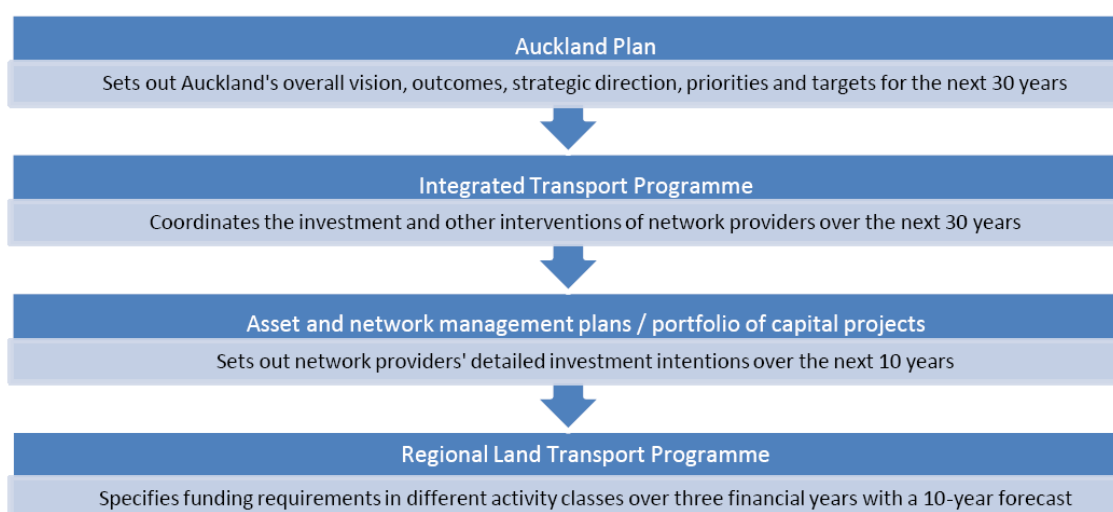 Auckland Plan
Sets out Auckland's overall vision, outcomes, strategic direction, priorities and targets for the next 30 years
Integrated Transport Programme
Coordinates the investment and other interventions of network providers over the next 30 years
Asset and network management plans / portfolio of capital projects
Sets out network providers' detailed investment intentions over the next 10 years
Regional Land Transport Programme
Specifies funding requirements in different activity classes over three financial years with a 10-year forecast